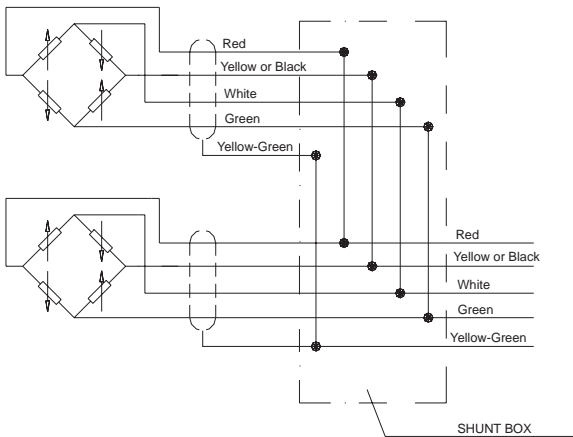 Red
Yellow or Black
White
Green
Yellow-Green
Red
Yellow or Black
White
Green
Yellow-Green
SHUNT BOX